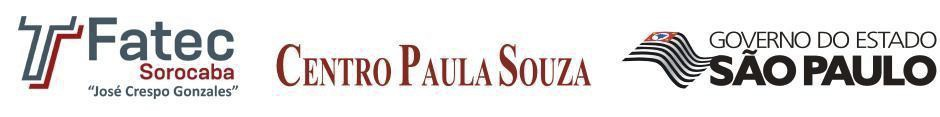 Fatec
Sorocaba
“José Crespo Gonzales”
CENTRO PAULA SOUZA
GOVERNO DO ESTADO
SÃO PAULO